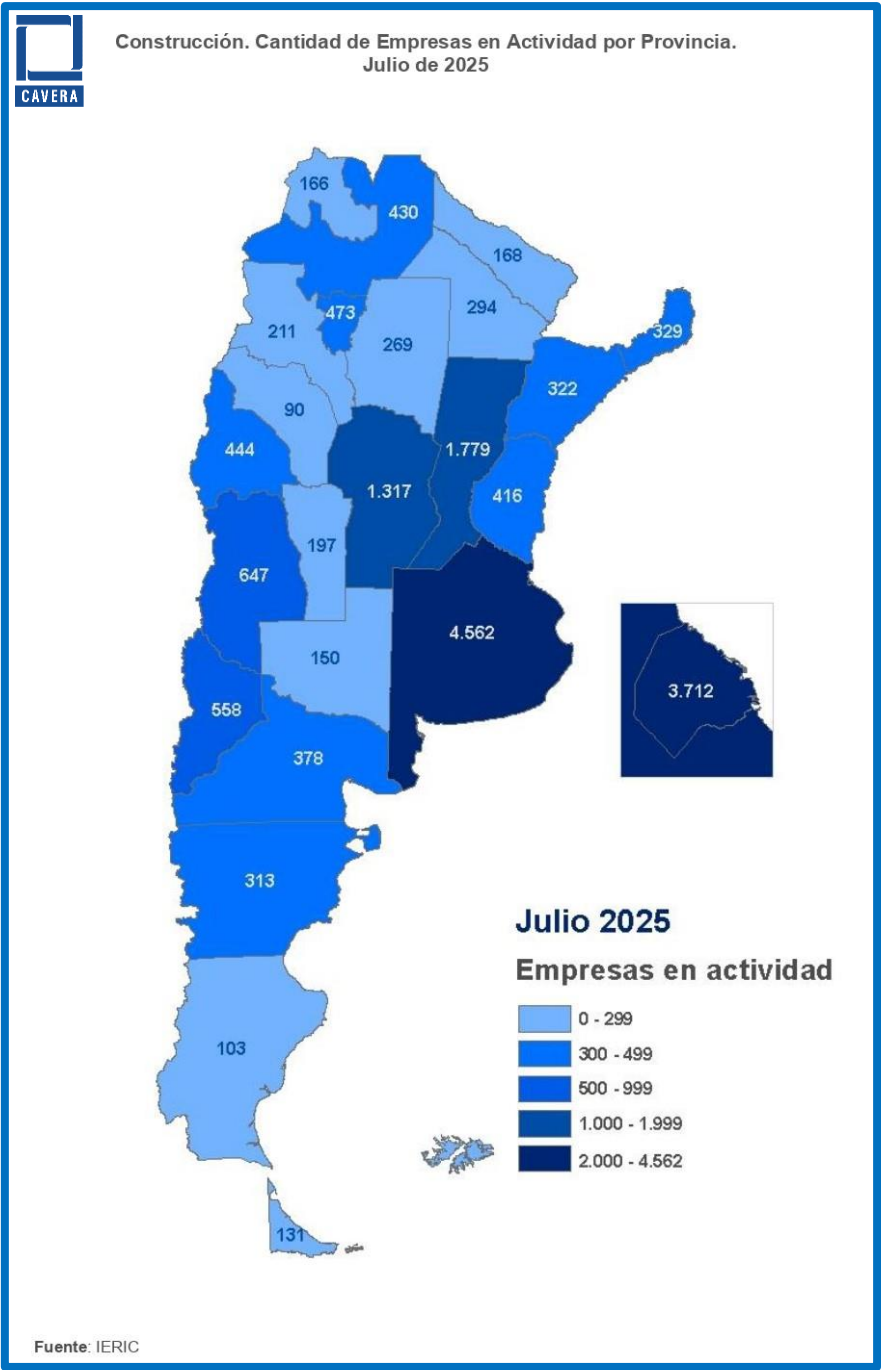 CAVERA
Construcción. Cantidad de Empresas en Actividad por Provincia.
Julio de 2025
166
430
168
473
294
211
269
329
322
90
444
1.779
1.317
416
197
647
4.562
150
3.712
558
378
313
Julio 2025
Empresas en actividad
0 - 299
300 - 499
500 - 999
1.000 - 1.999
2.000 - 4.562
103
131
Fuente: IERIC